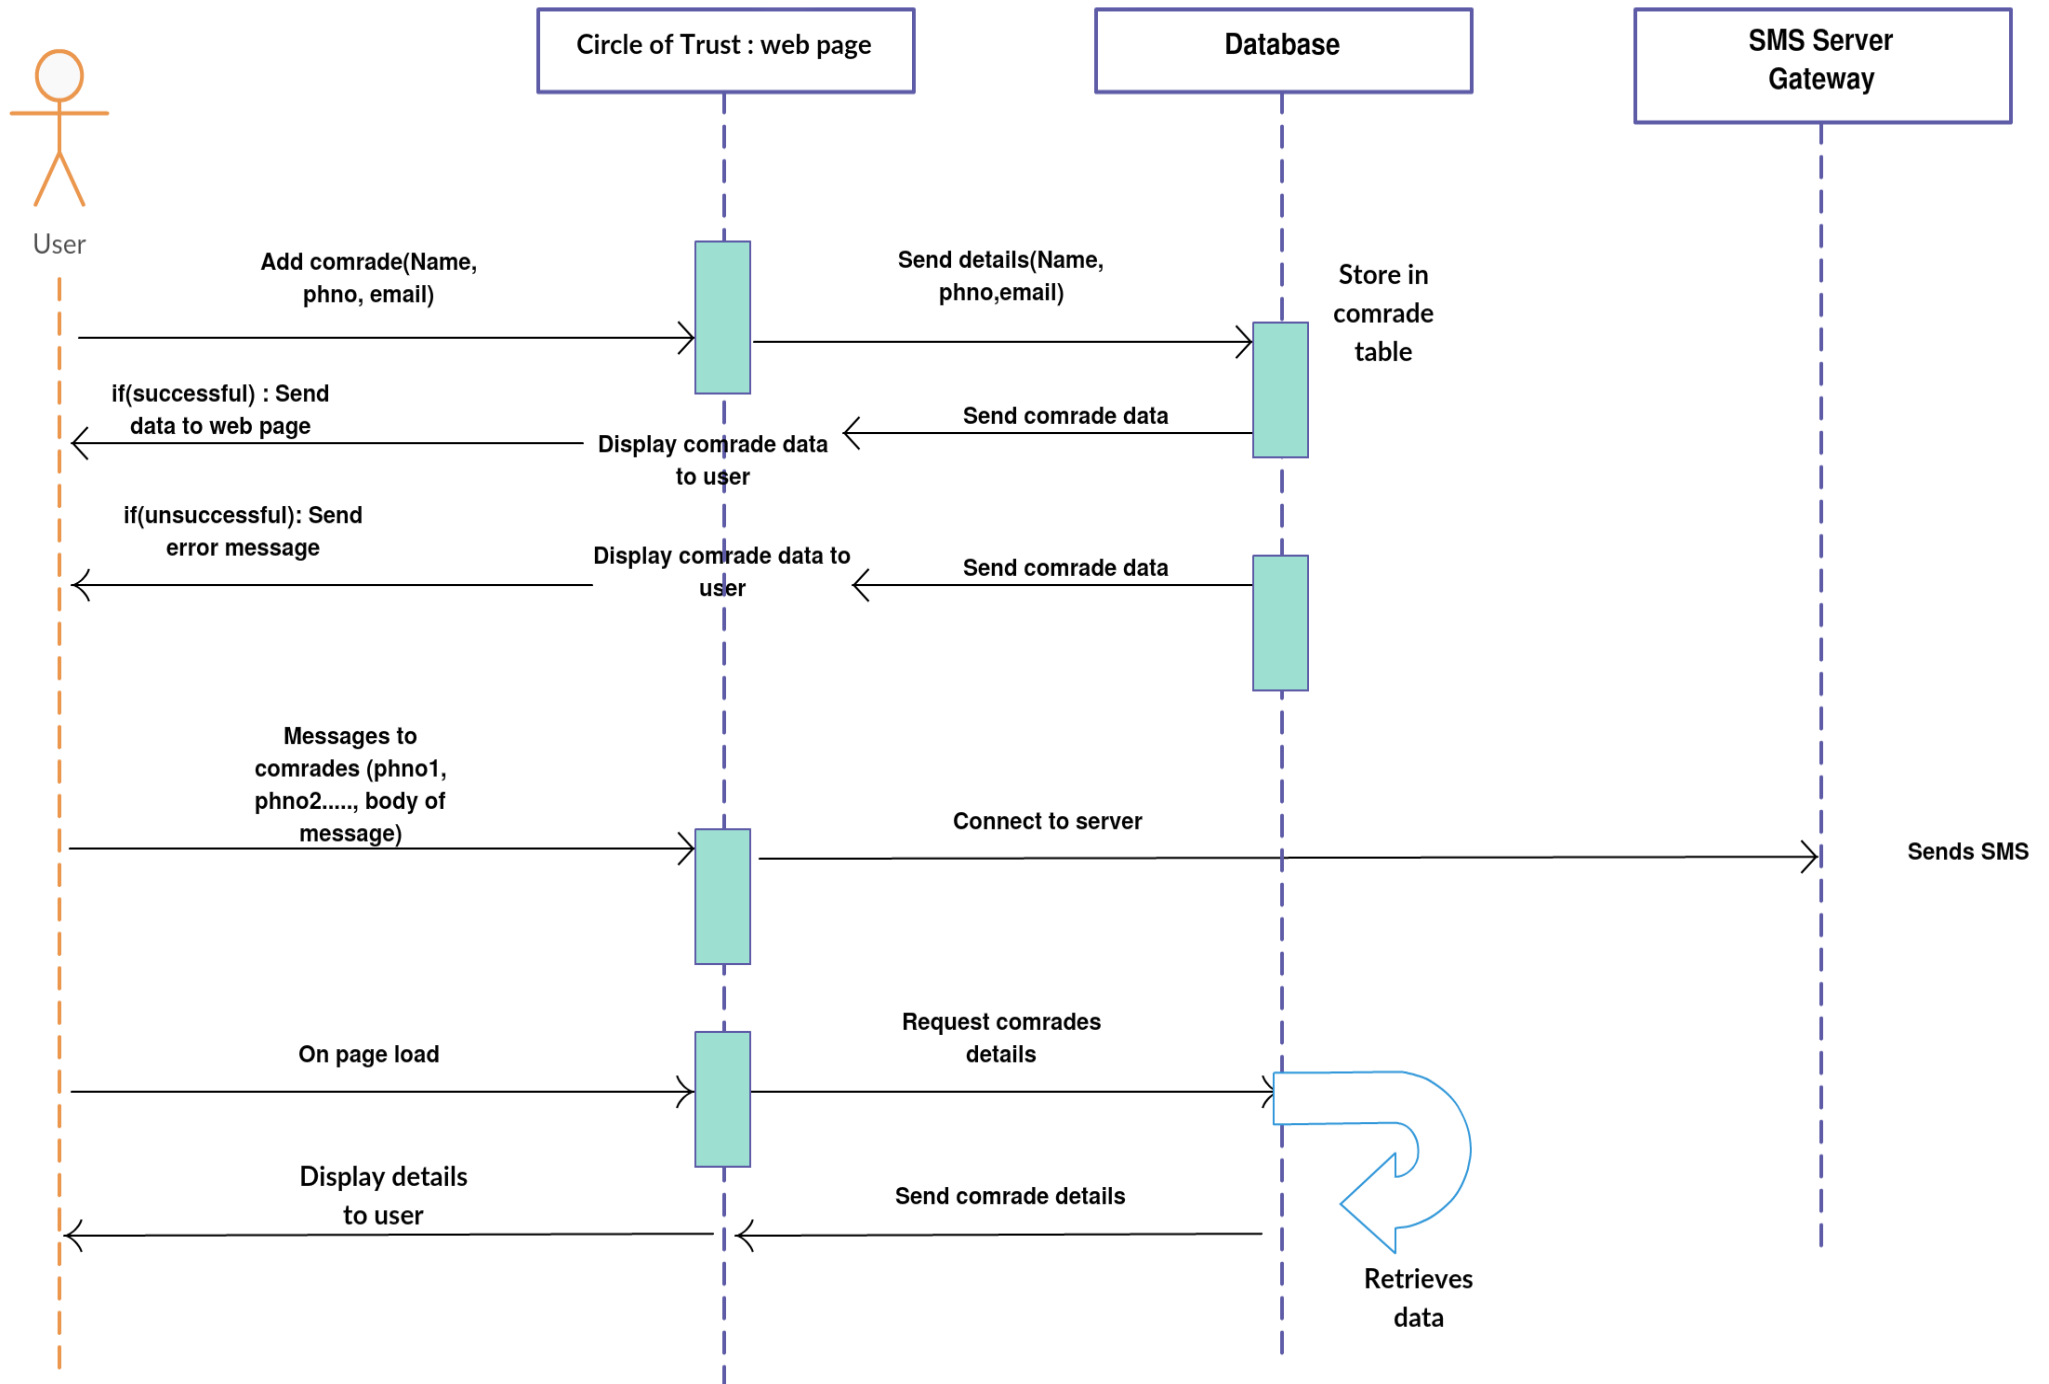 Circle of Trust : web page
Database
SMS Server
Gateway
User
Add comrade(Name,
phno, email)
Send details(Name,
phno,email)
Store in
comrade
table
if(successful) : Send
data to web page
Display comrade data
to user
Send comrade data
if(unsuccessful): Send
error message
Display comrade data to
user
Send comrade data
Messages to
comrades (phno1,
phno2....., body of
message)
Connect to server
Sends SMS
On page load
Request comrades
details
Display details
to user
Send comrade details
Retrieves
data